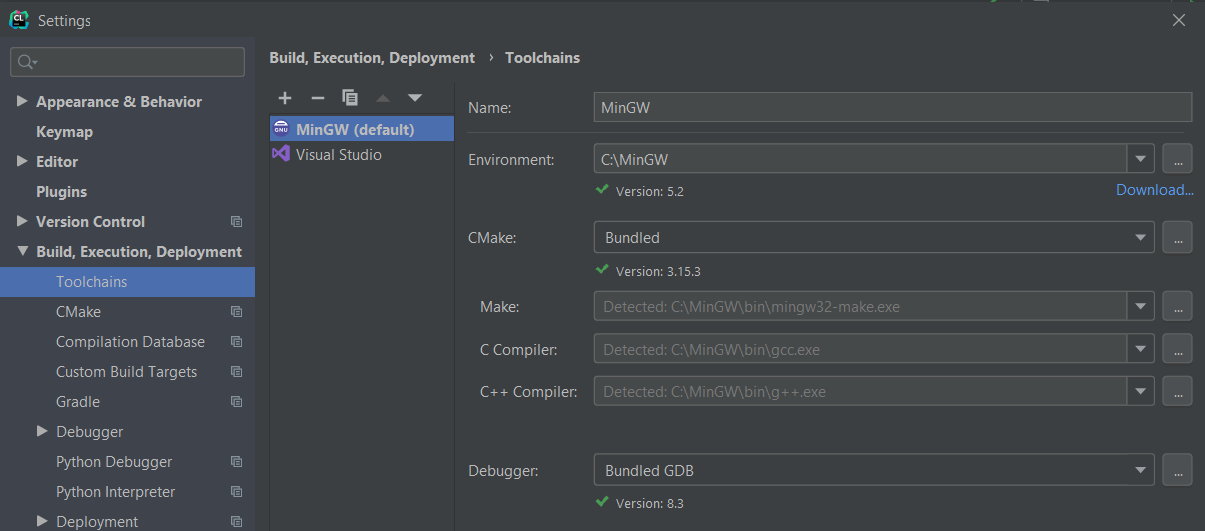 CL Settings
Build, Execution, Deployment › Toolchains
Appearance & Behavior
Keymap
Editor
Plugins
Version Control
Build, Execution, Deployment
Toolchains
CMake
Compilation Database
Custom Build Targets
Gradle
Debugger
Python Debugger
Python Interpreter
Deployment
GNU MinGW (default)
Visual Studio
Name: MinGW
Environment: C:\MinGW ...
Version: 5.2 Download...
CMake: Bundled ...
Version: 3.15.3
Make: Detected: C:\MinGW\bin\mingw32-make.exe ...
C Compiler: Detected: C:\MinGW\bin\gcc.exe ...
C++ Compiler: Detected: C:\MinGW\bin\g++.exe ...
Debugger: Bundled GDB ...
Version: 8.3